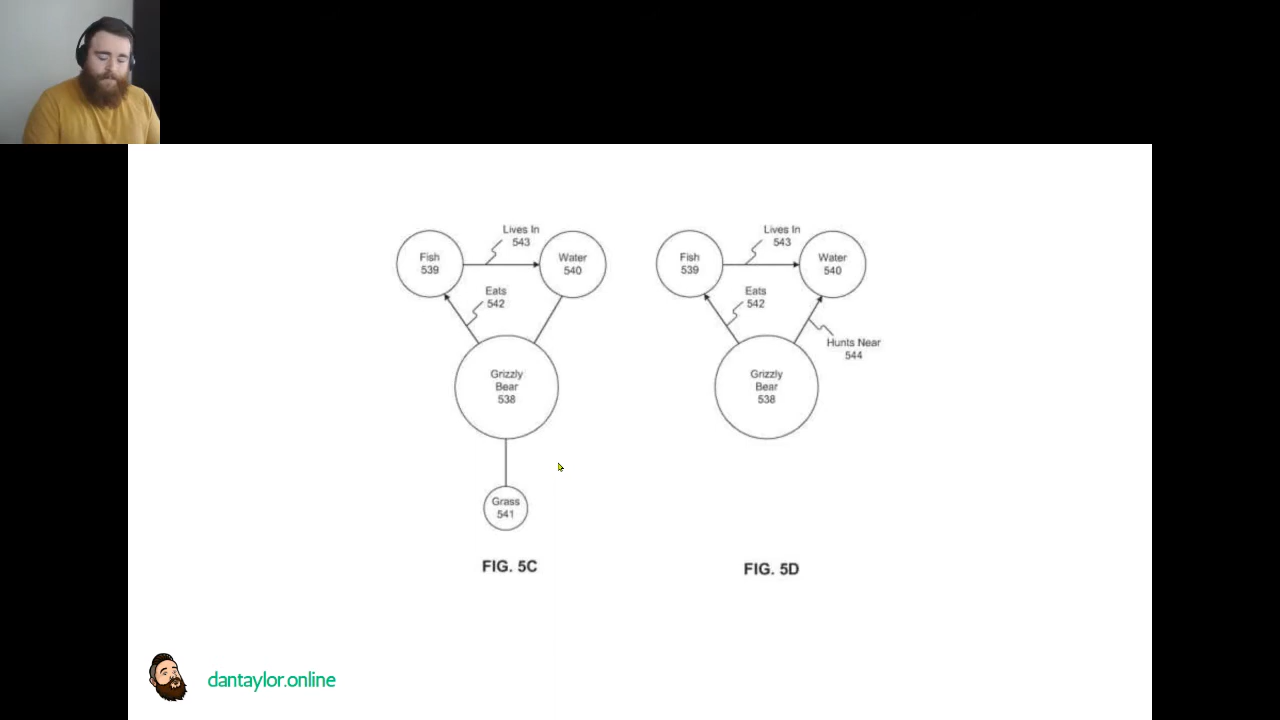 Lives In
543
Fish
539
Water
540
Eats
542
Grizzly
Bear
538
Grass
541
FIG. 5C
Lives In
543
Fish
539
Water
540
Eats
542
Hunts Near
544
Grizzly
Bear
538
FIG. 5D
dantaylor.online